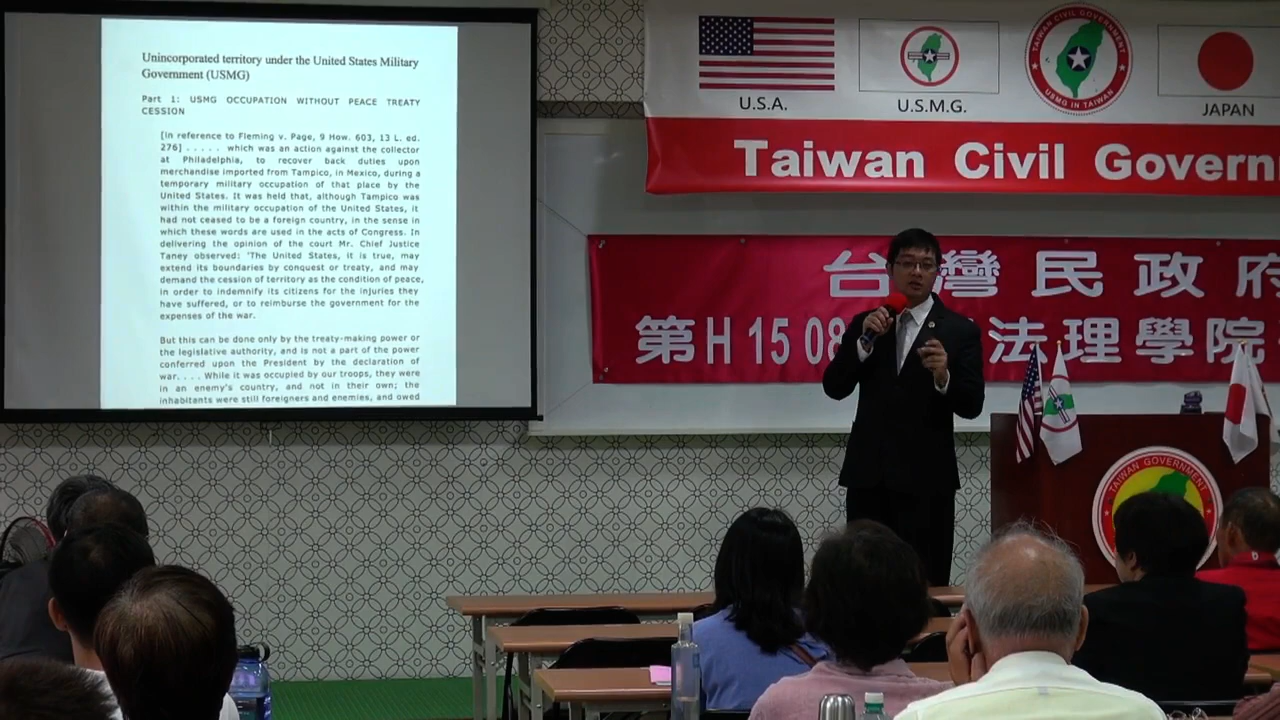 Unincorporated territory under the United States Military
Government (USMG)
Part 1: USMG OCCUPATION WITHOUT PEACE TREATY
CESSION
[in reference to Fleming v. Page, 9 How. 603, 13 L. ed.
276] . . . . . which was an action against the collector
at Philadelphia, to recover back duties upon
merchandise imported from Tampico, in Mexico, during a
temporary military occupation of that place by the
United States. It was held that, although Tampico was
within the military occupation of the United States, it
had not ceased to be a foreign country, in the sense in
which these words are used in the acts of Congress. In
delivering the opinion of the court Mr. Chief Justice
Taney observed: 'The United States, it is true, may
extend its boundaries by conquest or treaty, and may
demand the cession of territory as the condition of peace,
in order to indemnify its citizens for the injuries they
have suffered, or to reimburse the government for the
expenses of the war.
But this can be done only by the treaty-making power or
the legislative authority, and is not a part of the power
conferred upon the President by the declaration of
war. . . . While it was occupied by our troops, they were
in an enemy's country, and not in their own; the
inhabitants were still foreigners and enemies, and owed
U.S.A.
U.S.M.G.
TAIWAN CIVIL GOVERNMENT
USMG IN TAIWAN
JAPAN
Taiwan Civil Governm
台灣民政府
第H 15 08 法理學院
TAIWAN GOVERNMENT